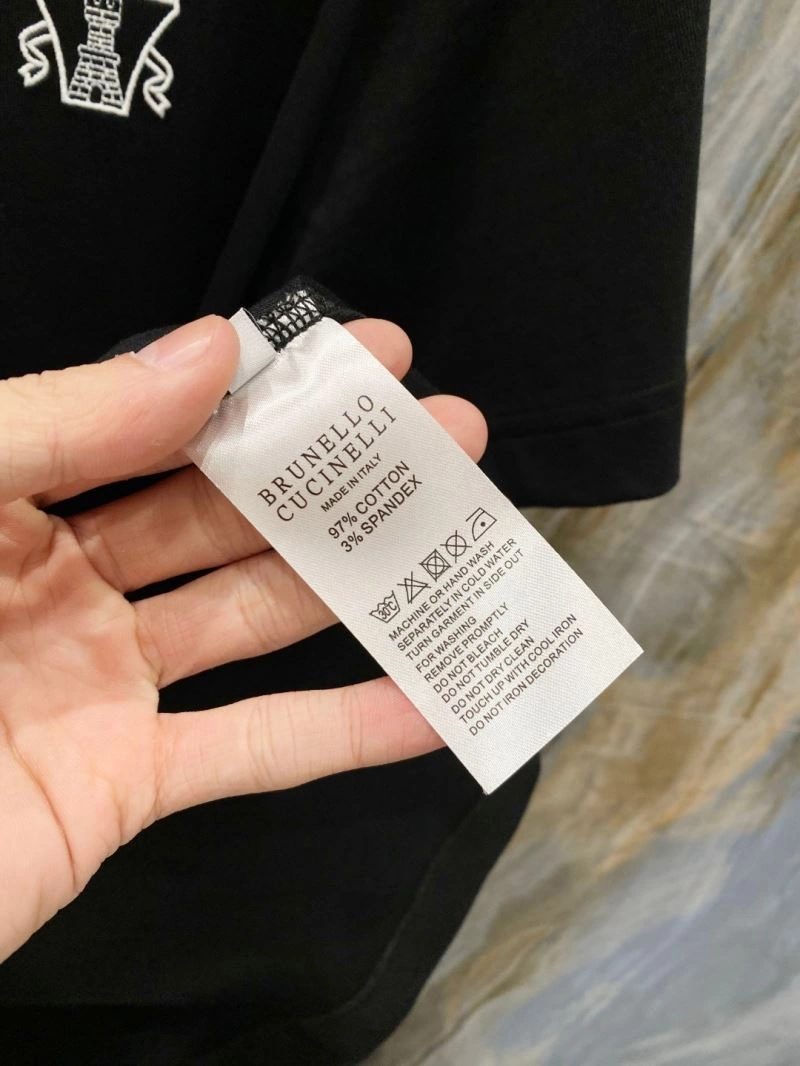 BRUNELLO
CUCINELLI
MADE IN ITALY
97% COTTON
3% SPANDEX
30℃
MACHINE OR HAND WASH
SEPARATELY IN COLD WATER
TURN GARMENT IN SIDE OUT
FOR WASHING
REMOVE PROMPTLY
DO NOT BLEACH
DO NOT TUMBLE DRY
DO NOT DRY CLEAN
TOUCH UP WITH COOL IRON
DO NOT IRON DECORATION